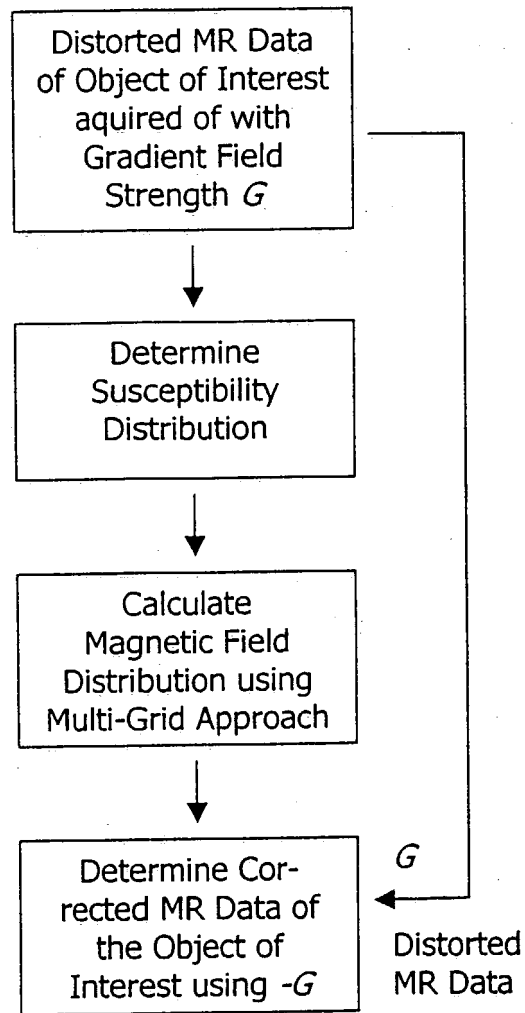 Distorted MR Data
of Object of Interest
aquired of with
Gradient Field
Strength G
Determine
Susceptibility
Distribution
Calculate
Magnetic Field
Distribution using
Multi-Grid Approach
Determine Cor-
rected MR Data of
the Object of
Interest using -G
G
Distorted
MR Data